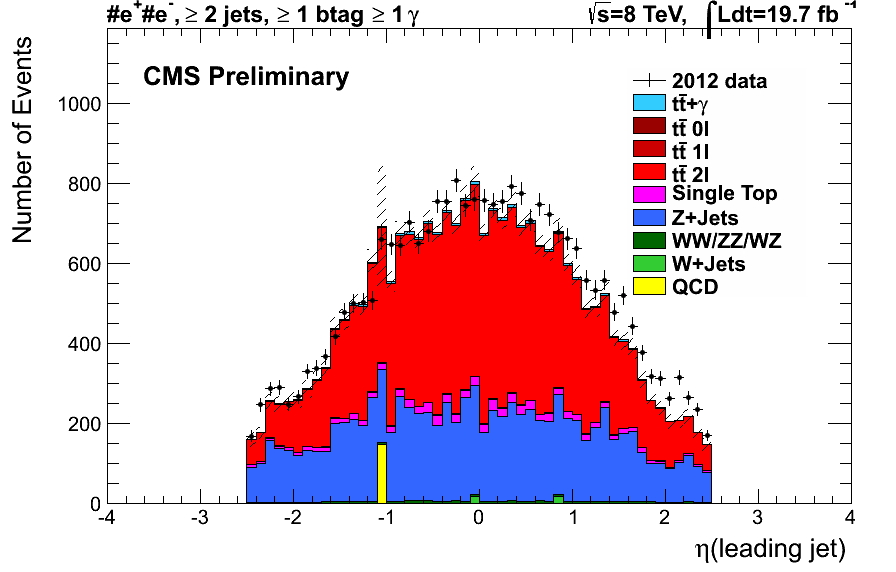 #e⁺#e⁻, ≥ 2 jets, ≥ 1 btag ≥ 1 γ
√s=8 TeV, ∫Ldt=19.7 fb⁻¹
CMS Preliminary
Number of Events
2012 data
tt̄+γ
tt̄ 0l
tt̄ 1l
tt̄ 2l
Single Top
Z+Jets
WW/ZZ/WZ
W+Jets
QCD
1000
800
600
400
200
0
-4 -3 -2 -1 0 1 2 3 4
η(leading jet)